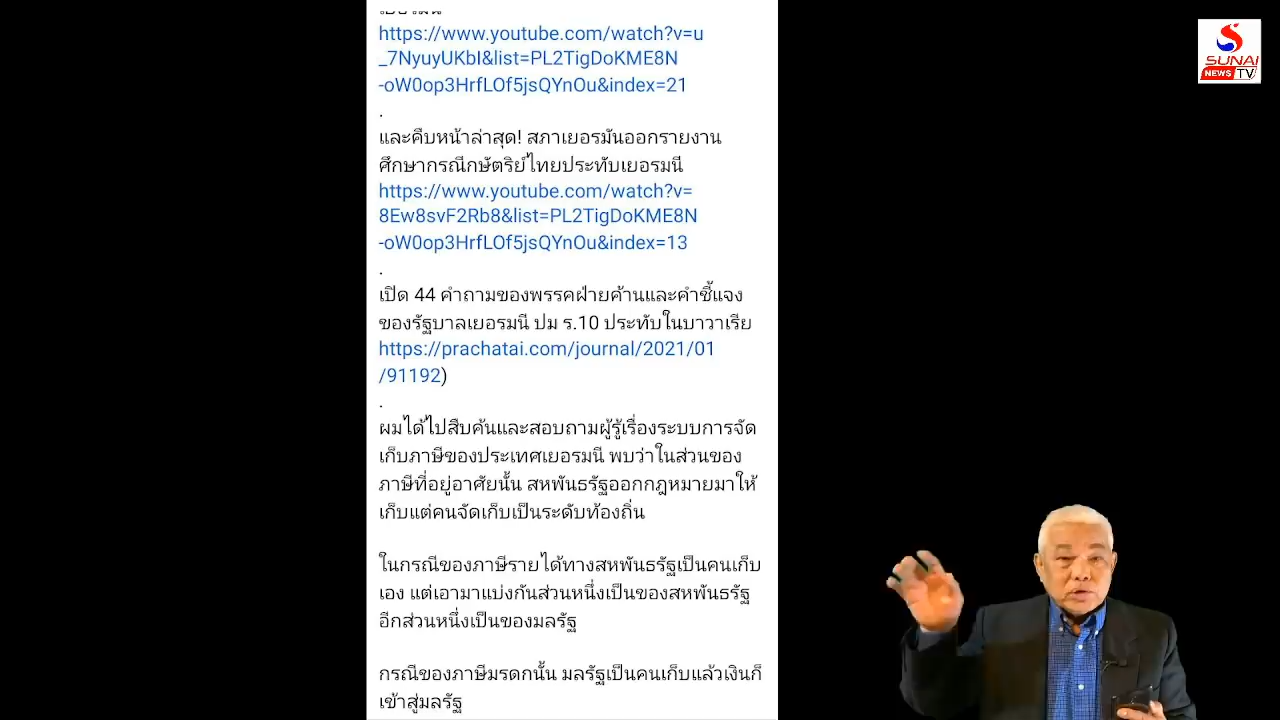 https://www.youtube.com/watch?v=u
_7NyuyUKbI&list=PL2TigDoKME8N
-oW0op3HrfLOf5jsQYnOu&index=21
.
และคืบหน้าล่าสุด! สภาเยอรมันออกรายงาน
ศึกษากรณีกษัตริย์ไทยประทับเยอรมนี
https://www.youtube.com/watch?v=
8Ew8svF2Rb8&list=PL2TigDoKME8N
-oW0op3HrfLOf5jsQYnOu&index=13
.
เปิด 44 คำถามของพรรคฝ่ายค้านและคำชี้แจง
ของรัฐบาลเยอรมนี ปม ร.10 ประทับในบาวาเรีย
https://prachatai.com/journal/2021/01
/91192)
.
ผมได้ไปสืบค้นและสอบถามผู้รู้เรื่องระบบการจัด
เก็บภาษีของประเทศเยอรมนี พบว่าในส่วนของ
ภาษีที่อยู่อาศัยนั้น สหพันธรัฐออกกฎหมายมาให้
เก็บแต่คนจัดเก็บเป็นระดับท้องถิ่น
ในกรณีของภาษีรายได้ทางสหพันธรัฐเป็นคนเก็บ
เอง แต่เอามาแบ่งกันส่วนหนึ่งเป็นของสหพันธรัฐ
อีกส่วนหนึ่งเป็นของมลรัฐ
กรณีของภาษีมรดกนั้น มลรัฐเป็นคนเก็บแล้วเงินก็
เข้าสู่มลรัฐ
SUNAI
NEWS TV